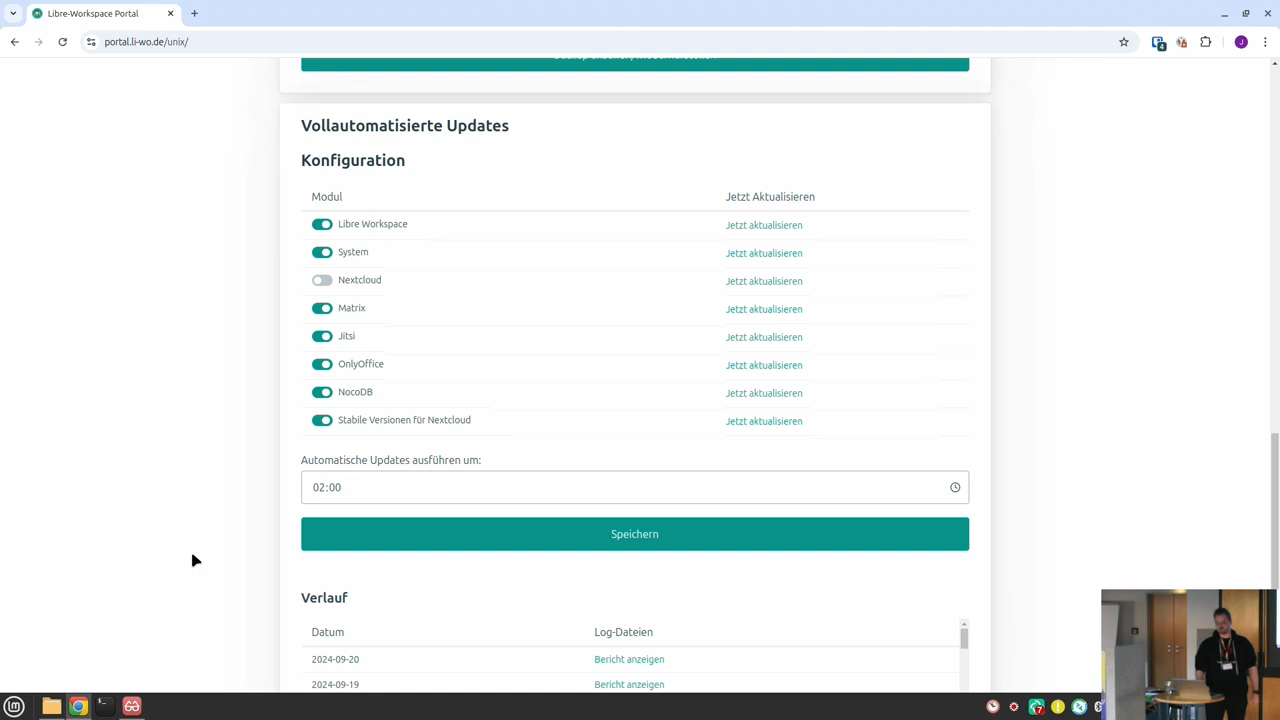 Libre-Workspace Portal
portal.li-wo.de/unix/
4
J
Vollautomatisierte Updates
Konfiguration
Modul Jetzt Aktualisieren
Libre Workspace Jetzt aktualisieren
System Jetzt aktualisieren
Nextcloud Jetzt aktualisieren
Matrix Jetzt aktualisieren
Jitsi Jetzt aktualisieren
OnlyOffice Jetzt aktualisieren
NocoDB Jetzt aktualisieren
Stabile Versionen für Nextcloud Jetzt aktualisieren
Automatische Updates ausführen um:
02:00
Speichern
Verlauf
Datum Log-Dateien
2024-09-20 Bericht anzeigen
2024-09-19 Bericht anzeigen
7